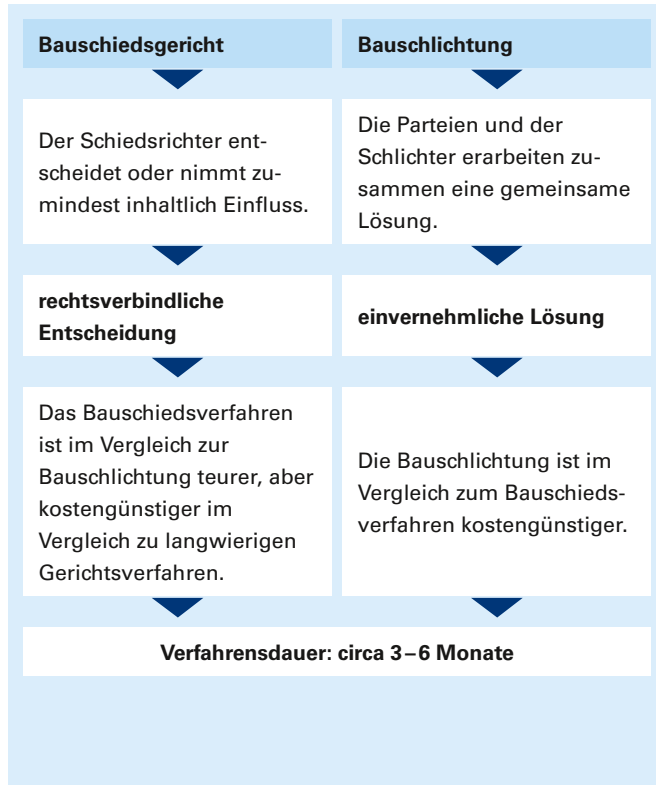 Bauschiedsgericht
Der Schiedsrichter ent-
scheidet oder nimmt zu-
mindest inhaltlich Einfluss.
rechtsverbindliche
Entscheidung
Das Bauschiedsverfahren
ist im Vergleich zur
Bauschlichtung teurer, aber
kostengünstiger im
Vergleich zu langwierigen
Gerichtsverfahren.
Bauschlichtung
Die Parteien und der
Schlichter erarbeiten zu-
sammen eine gemeinsame
Lösung.
einvernehmliche Lösung
Die Bauschlichtung ist im
Vergleich zum Bauschieds-
verfahren kostengünstiger.
Verfahrensdauer: circa 3–6 Monate